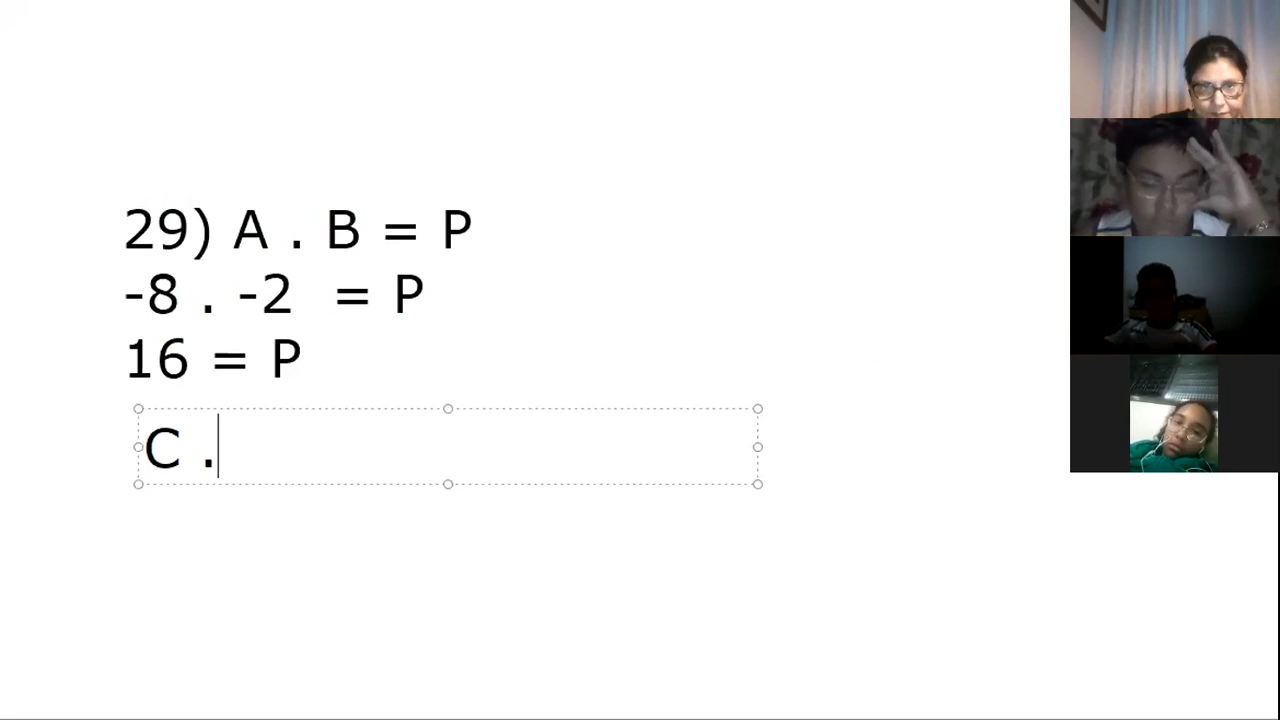 29) A . B = P
-8 . -2 = P
16 = P
C .